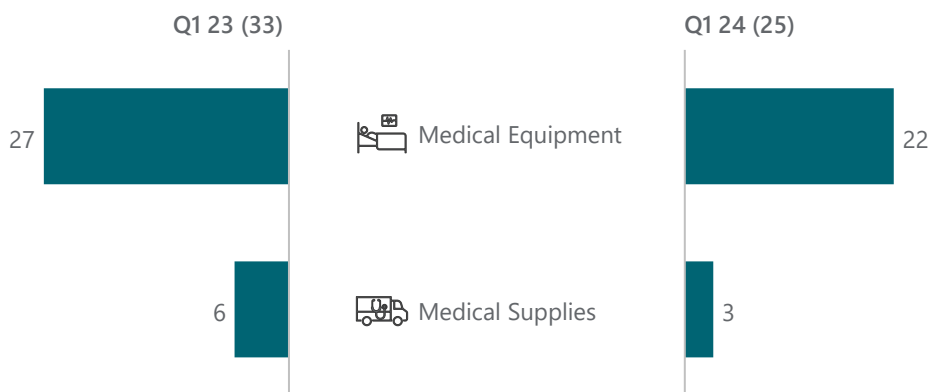 Q1 23 (33)
Q1 24 (25)
27
Medical Equipment
22
6
Medical Supplies
3